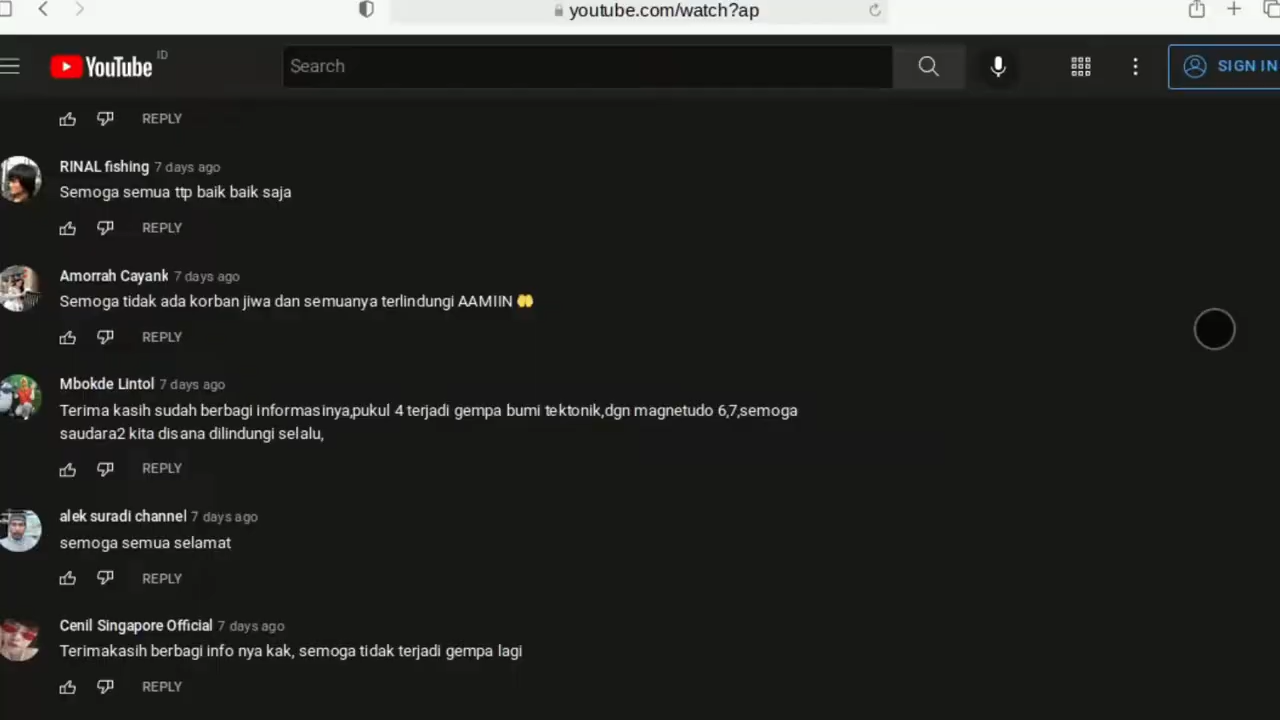 youtube.com/watch?ap
YouTube ID
Search
SIGN IN
REPLY
RINAL fishing 7 days ago
Semoga semua ttp baik baik saja
REPLY
Amorrah Cayank 7 days ago
Semoga tidak ada korban jiwa dan semuanya terlindungi AAMIIN 🤲
REPLY
Mbokde Lintol 7 days ago
Terima kasih sudah berbagi informasinya,pukul 4 terjadi gempa bumi tektonik,dgn magnetudo 6,7,semoga
saudara2 kita disana dilindungi selalu,
REPLY
alek suradi channel 7 days ago
semoga semua selamat
REPLY
Cenil Singapore Official 7 days ago
Terimakasih berbagi info nya kak, semoga tidak terjadi gempa lagi
REPLY